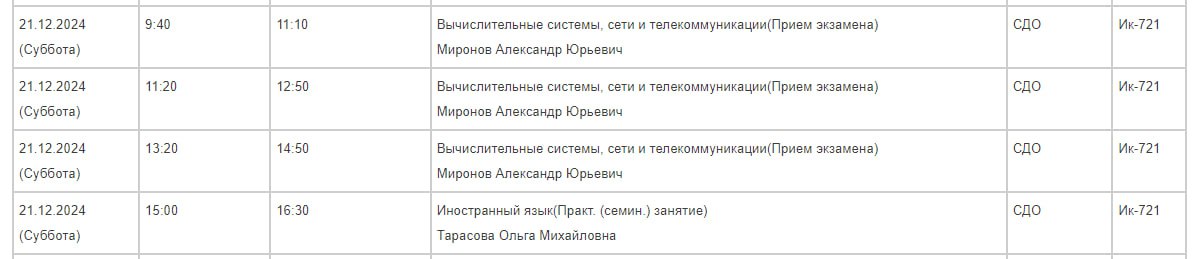 21.12.2024 9:40 11:10 Вычислительные системы, сети и телекоммуникации(Прием экзамена) СДО Ик-721
(Суббота) Миронов Александр Юрьевич
21.12.2024 11:20 12:50 Вычислительные системы, сети и телекоммуникации(Прием экзамена) СДО Ик-721
(Суббота) Миронов Александр Юрьевич
21.12.2024 13:20 14:50 Вычислительные системы, сети и телекоммуникации(Прием экзамена) СДО Ик-721
(Суббота) Миронов Александр Юрьевич
21.12.2024 15:00 16:30 Иностранный язык(Практ. (семин.) занятие) СДО Ик-721
(Суббота) Тарасова Ольга Михайловна